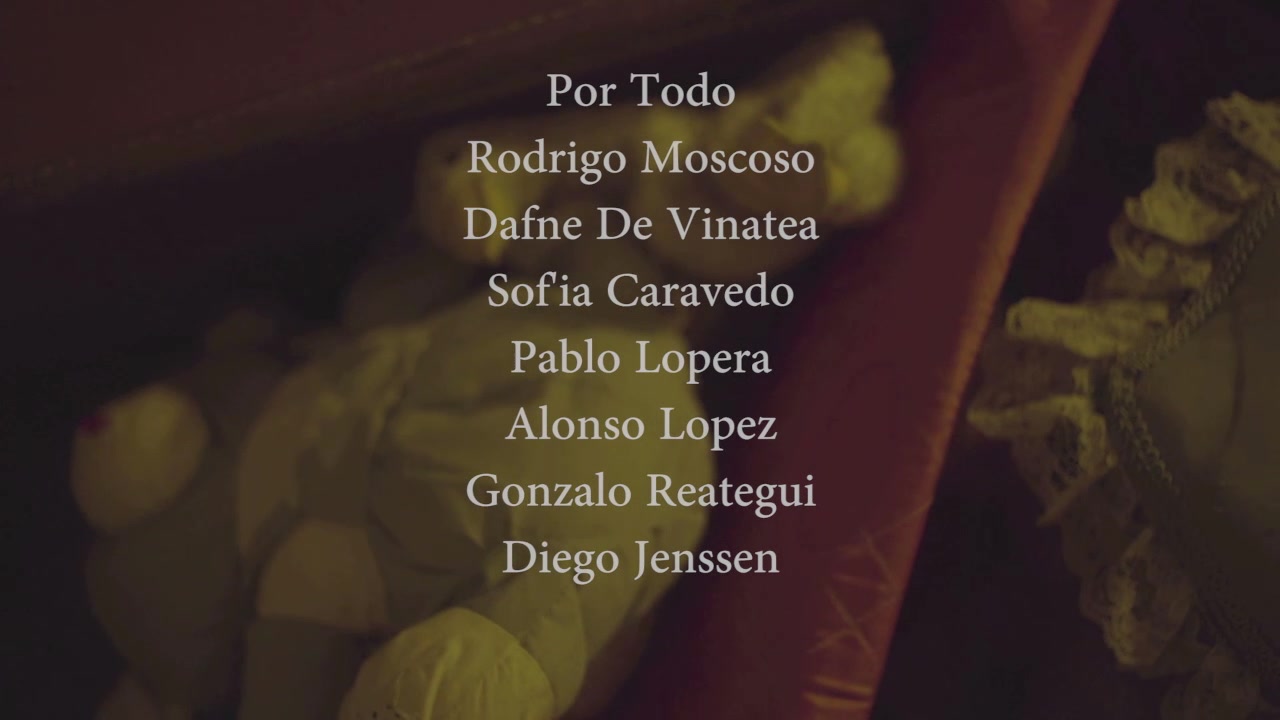 Por Todo
Rodrigo Moscoso
Dafne De Vinatea
Sof'ia Caravedo
Pablo Lopera
Alonso Lopez
Gonzalo Reategui
Diego Jenssen